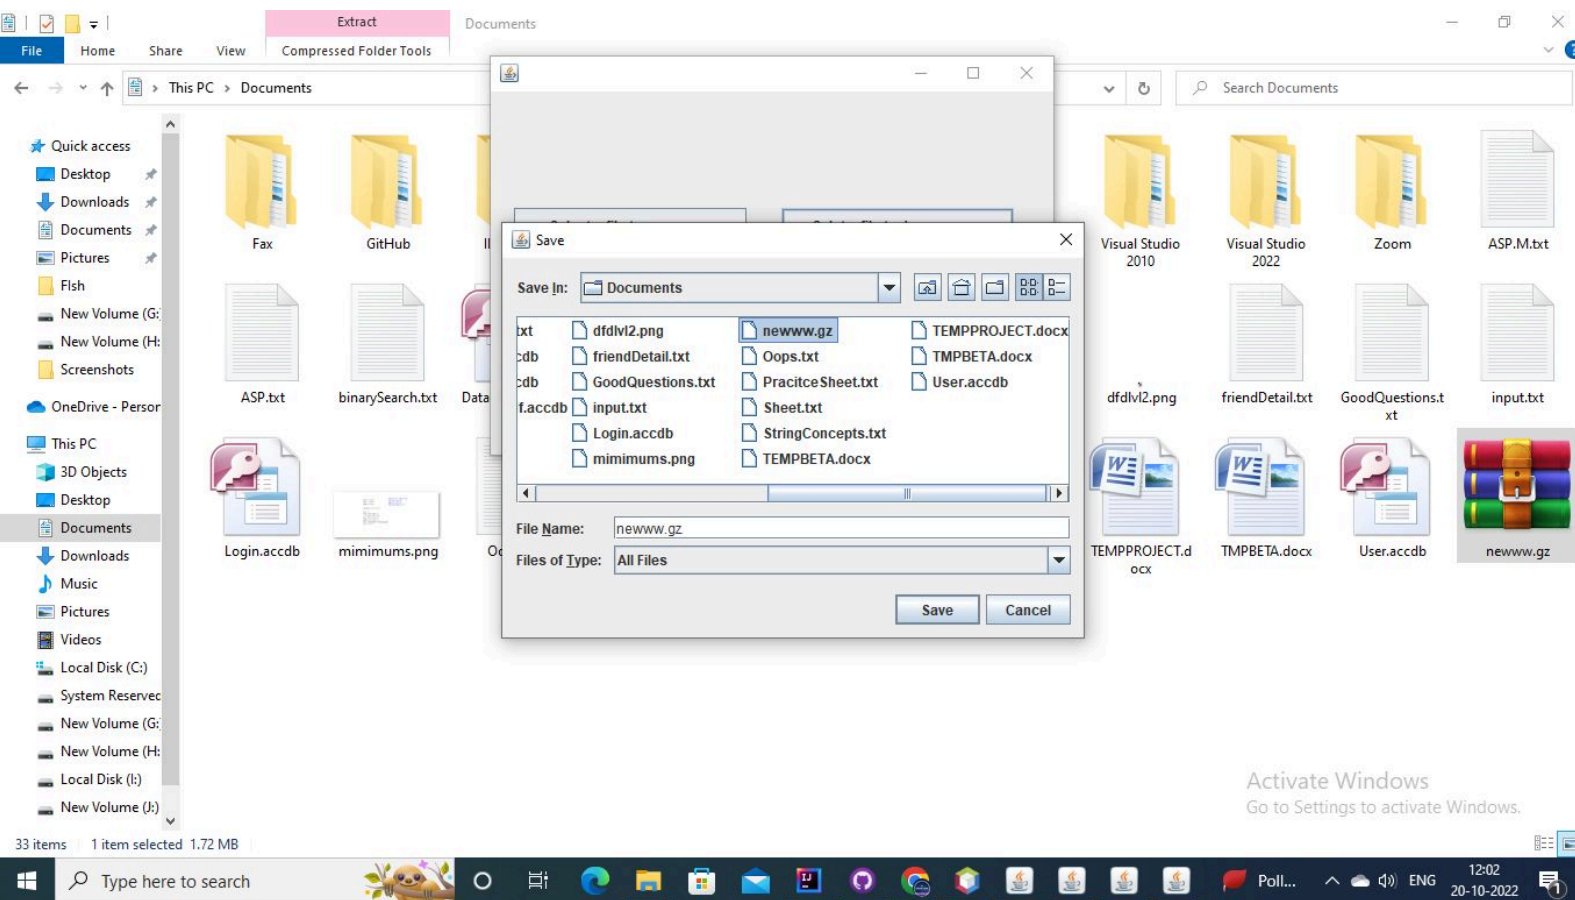 Extract
Documents
File
Home
Share
View
Compressed Folder Tools
This PC
Documents
Search Documents
Quick access
Desktop
Downloads
Documents
Pictures
FIsh
New Volume (G:
New Volume (H:
Screenshots
OneDrive - Persor
This PC
3D Objects
Desktop
Documents
Downloads
Music
Pictures
Videos
Local Disk (C:)
System Reserved
New Volume (G:
New Volume (H:
Local Disk (I:)
New Volume (J:)
Fax
GitHub
Visual Studio
2010
Visual Studio
2022
Zoom
ASP.M.txt
ASP.txt
binarySearch.txt
Data
dfdlvl2.png
friendDetail.txt
GoodQuestions.t
xt
input.txt
Login.accdb
mimimums.png
TEMPPROJECT.d
ocx
TMPBETA.docx
User.accdb
newww.gz
Save
Save In:
Documents
txt
cdb
cdb
f.accdb
dfdlvl2.png
friendDetail.txt
GoodQuestions.txt
input.txt
Login.accdb
mimimums.png
newww.gz
Oops.txt
PracitceSheet.txt
Sheet.txt
StringConcepts.txt
TEMPBETA.docx
TEMPPROJECT.docx
TMPBETA.docx
User.accdb
File Name:
newww.gz
Files of Type:
All Files
Save
Cancel
Activate Windows
Go to Settings to activate Windows.
33 items
1 item selected 1.72 MB
Type here to search
Poll...
ENG
12:02
20-10-2022
1